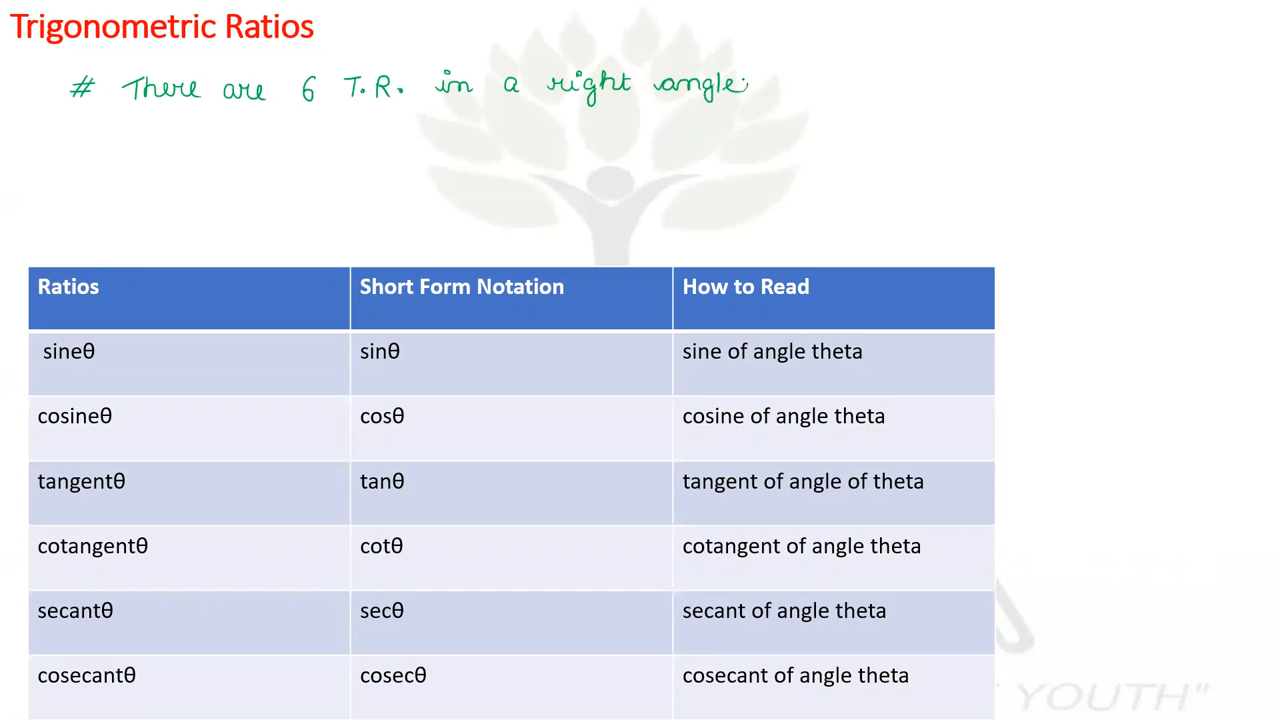 Trigonometric Ratios
# There are 6 T.R. in a right angle
Ratios Short Form Notation How to Read
sineθ sinθ sine of angle theta
cosineθ cosθ cosine of angle theta
tangentθ tanθ tangent of angle of theta
cotangentθ cotθ cotangent of angle theta
secantθ secθ secant of angle theta
cosecantθ cosecθ cosecant of angle theta
YOUTH"